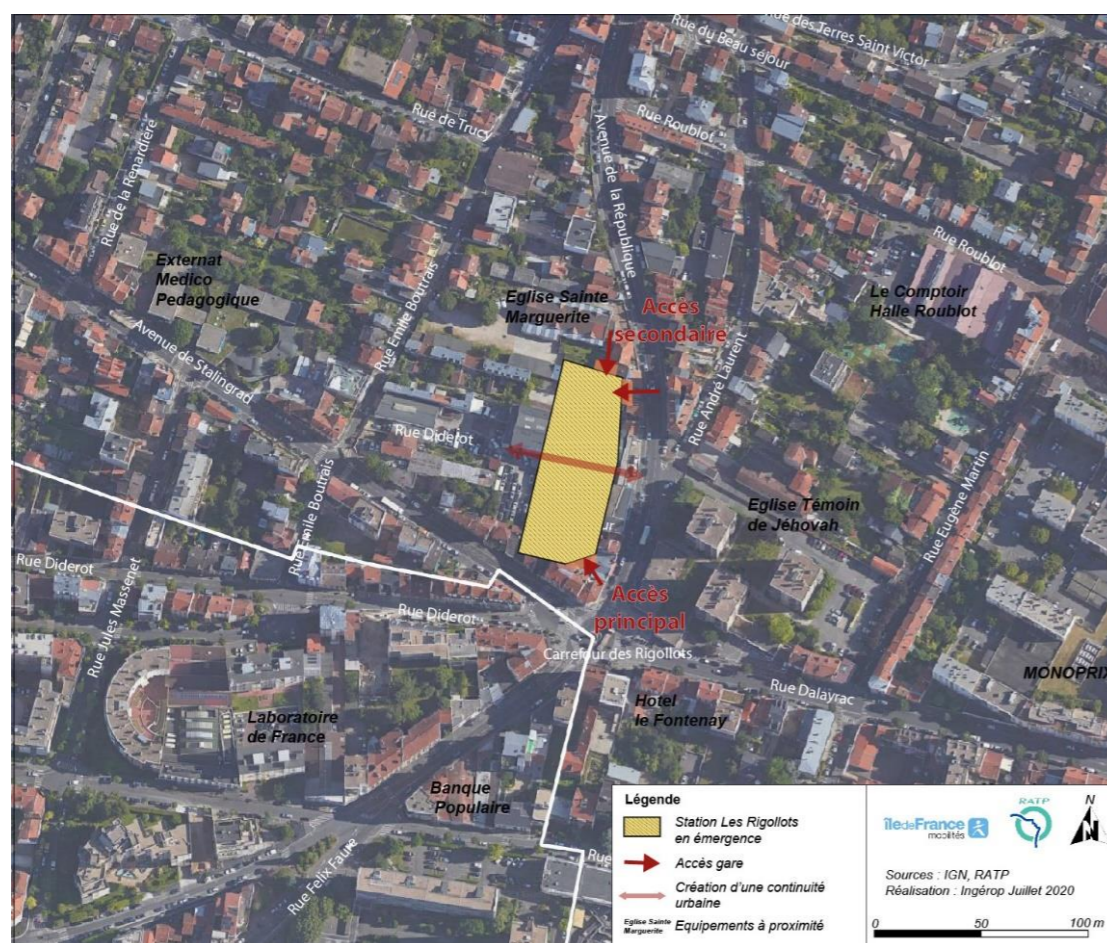 Rue des Terres Saint Victor
Rue du Beau séjour
Rue de Trucy
Rue Roublot
Avenue de la République
Rue de la Renardière
Rue Roublot
Externat
Medico
Pedagogique
Eglise Sainte
Marguerite
Accès
secondaire
Le Comptoir
Halle Roublot
Rue Emile Boutrais
Avenue de Stalingrad
Rue André Laurent
Rue Diderot
Eglise Témoin
de Jéhovah
Rue Eugène Martin
Rue Emile Boutrais
Rue Diderot
Rue Jules Massenet
Rue Diderot
Accès
principal
Carrefour des Rigollots
MONOPRIX
Rue Dalayrac
Hotel
le Fontenay
Laboratoire
de France
Banque
Populaire
Rue Felix Faure
Légende
Station Les Rigollots
en émergence
Accès gare
Création d'une continuité
urbaine
Eglise Sainte
Marguerite
Equipements à proximité
îledeFrance
mobilités
RATP
N
N
Sources : IGN, RATP
Réalisation : Ingérop Juillet 2020
0 50 100 m